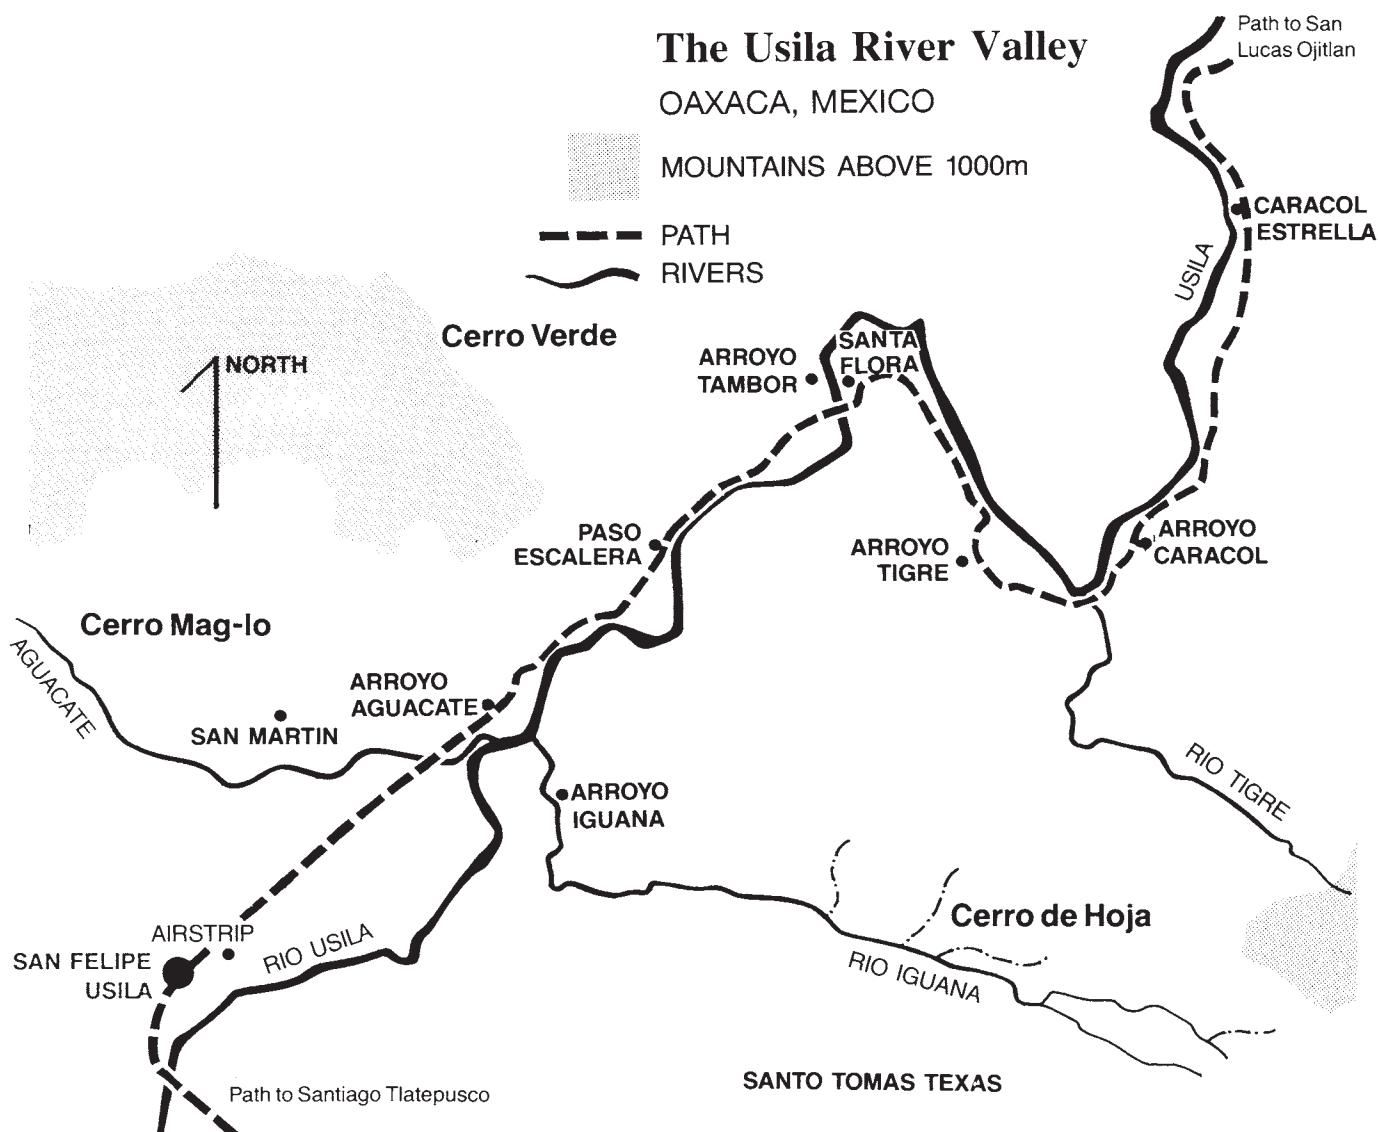 Path to San
Lucas Ojitlan
The Usila River Valley
OAXACA, MEXICO
MOUNTAINS ABOVE 1000m
PATH
RIVERS
CARACOL
ESTRELLA
USILA
Cerro Verde
NORTH
SANTA
FLORA
ARROYO
TAMBOR
PASO
ESCALERA
ARROYO
TIGRE
ARROYO
CARACOL
Cerro Mag-lo
AGUACATE
ARROYO
AGUACATE
SAN MARTIN
RIO TIGRE
ARROYO
IGUANA
Cerro de Hoja
AIRSTRIP
RIO USILA
SAN FELIPE
USILA
RIO IGUANA
Path to Santiago Tlatepusco
SANTO TOMAS TEXAS